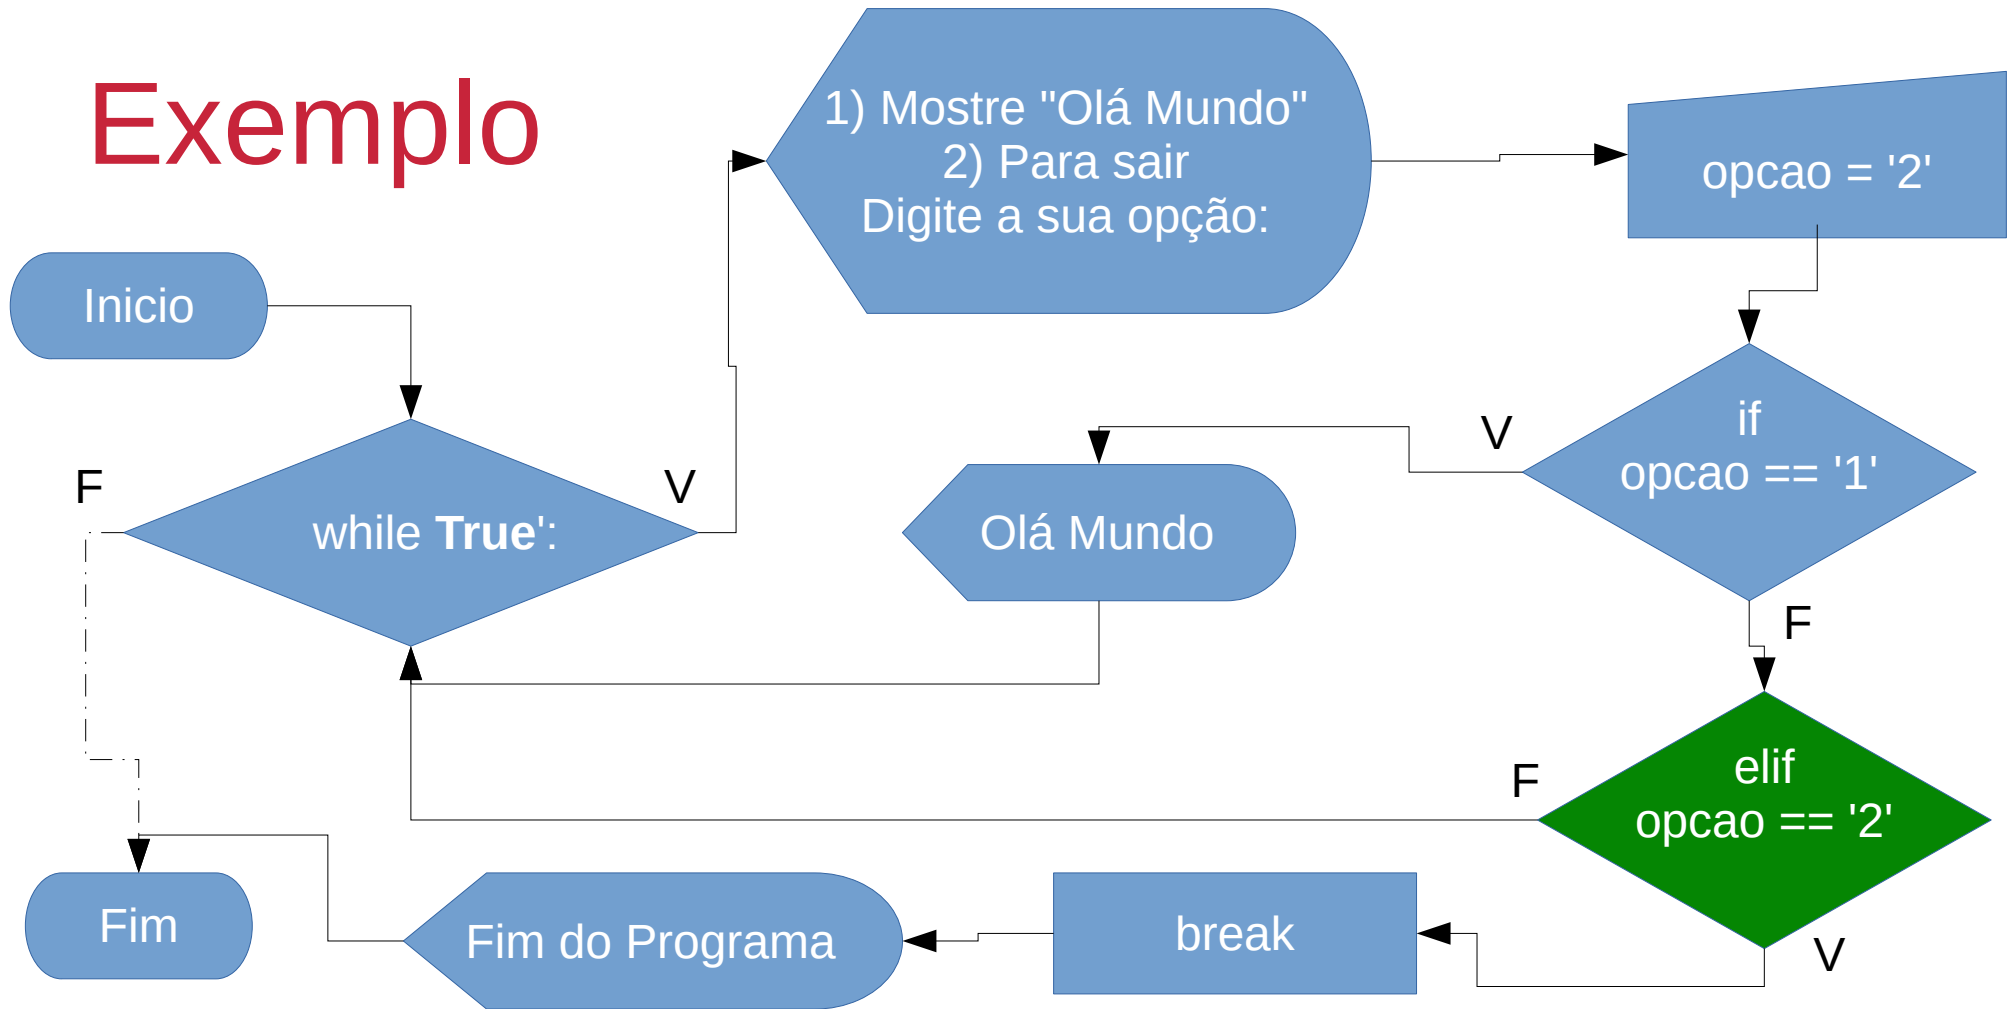 Exemplo
1) Mostre "Olá Mundo"
2) Para sair
Digite a sua opção:
opcao = '2'
Inicio
if
opcao == '1'
V
F
V
F
while True':
Olá Mundo
elif
opcao == '2'
F
V
break
Fim do Programa
Fim